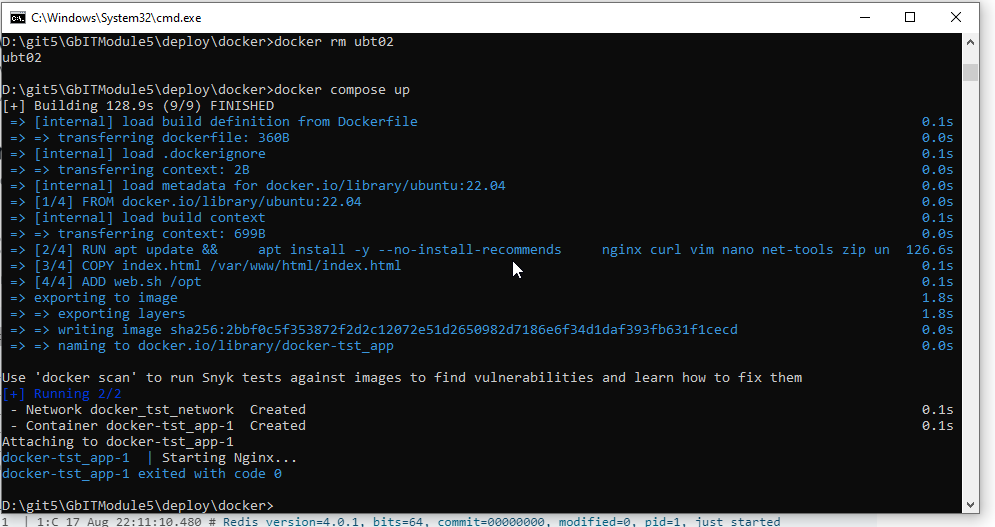 C:\Windows\System32\cmd.exe
D:\git5\GbITModule5\deploy\docker>docker rm ubt02
ubt02
D:\git5\GbITModule5\deploy\docker>docker compose up
[+] Building 128.9s (9/9) FINISHED
=> [internal] load build definition from Dockerfile 0.1s
=> => transferring dockerfile: 360B 0.0s
=> [internal] load .dockerignore 0.1s
=> => transferring context: 2B 0.0s
=> [internal] load metadata for docker.io/library/ubuntu:22.04 0.0s
=> [1/4] FROM docker.io/library/ubuntu:22.04 0.0s
=> [internal] load build context 0.1s
=> => transferring context: 699B 0.0s
=> [2/4] RUN apt update && apt install -y --no-install-recommends nginx curl vim nano net-tools zip un 126.6s
=> [3/4] COPY index.html /var/www/html/index.html 0.1s
=> [4/4] ADD web.sh /opt 0.1s
=> exporting to image 1.8s
=> => exporting layers 1.8s
=> => writing image sha256:2bbf0c5f353872f2d2c12072e51d2650982d7186e6f34d1daf393fb631f1cecd 0.0s
=> => naming to docker.io/library/docker-tst_app 0.0s
Use 'docker scan' to run Snyk tests against images to find vulnerabilities and learn how to fix them
[+] Running 2/2
- Network docker_tst_network Created 0.1s
- Container docker-tst_app-1 Created 0.1s
Attaching to docker-tst_app-1
docker-tst_app-1 | Starting Nginx...
docker-tst_app-1 exited with code 0
D:\git5\GbITModule5\deploy\docker>
1 | 1:C 17 Aug 22:11:10.480 # Redis version=4.0.1, bits=64, commit=00000000, modified=0, pid=1, just started